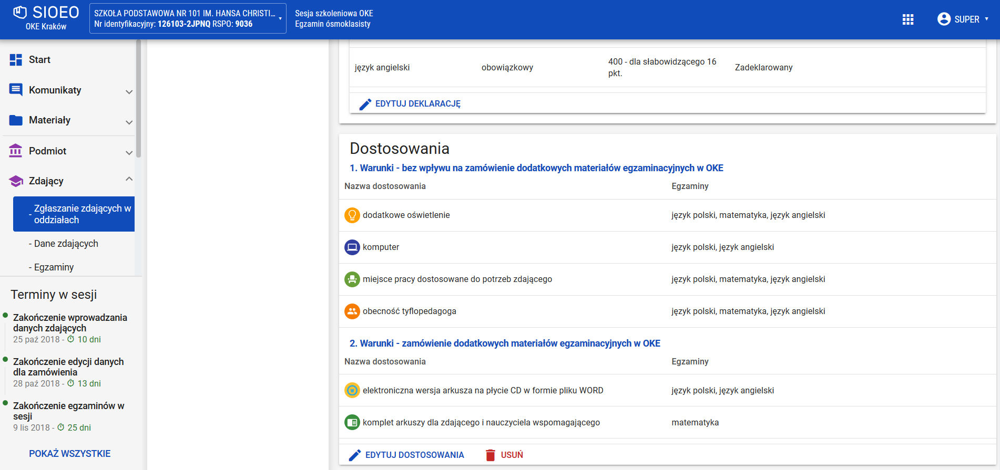 SIOEO
OKE Kraków
SZKOŁA PODSTAWOWA NR 101 IM. HANSA CHRISTI...
Nr identyfikacyjny: 126103-2JPNQ RSPO: 9036
Sesja szkoleniowa OKE
Egzamin ósmoklasisty
SUPER
Start
Komunikaty
Materiały
Podmiot
Zdający
- Zgłaszanie zdających w
oddziałach
- Dane zdających
- Egzaminy
Terminy w sesji
Zakończenie wprowadzania
danych zdających
25 paź 2018 - 10 dni
Zakończenie edycji danych
dla zamówienia
28 paź 2018 - 13 dni
Zakończenie egzaminów w
sesji
9 lis 2018 - 25 dni
POKAŻ WSZYSTKIE
język angielski obowiązkowy 400 - dla słabowidzącego 16 Zadeklarowany
pkt.
EDYTUJ DEKLARACJĘ
Dostosowania
1. Warunki - bez wpływu na zamówienie dodatkowych materiałów egzaminacyjnych w OKE
Nazwa dostosowania Egzaminy
dodatkowe oświetlenie język polski, matematyka, język angielski
komputer język polski, język angielski
miejsce pracy dostosowane do potrzeb zdającego język polski, matematyka, język angielski
obecność tyflopedagoga język polski, matematyka, język angielski
2. Warunki - zamówienie dodatkowych materiałów egzaminacyjnych w OKE
Nazwa dostosowania Egzaminy
W elektroniczna wersja arkusza na płycie CD w formie pliku WORD język polski, język angielski
komplet arkuszy dla zdającego i nauczyciela wspomagającego matematyka
EDYTUJ DOSTOSOWANIA USUŃ